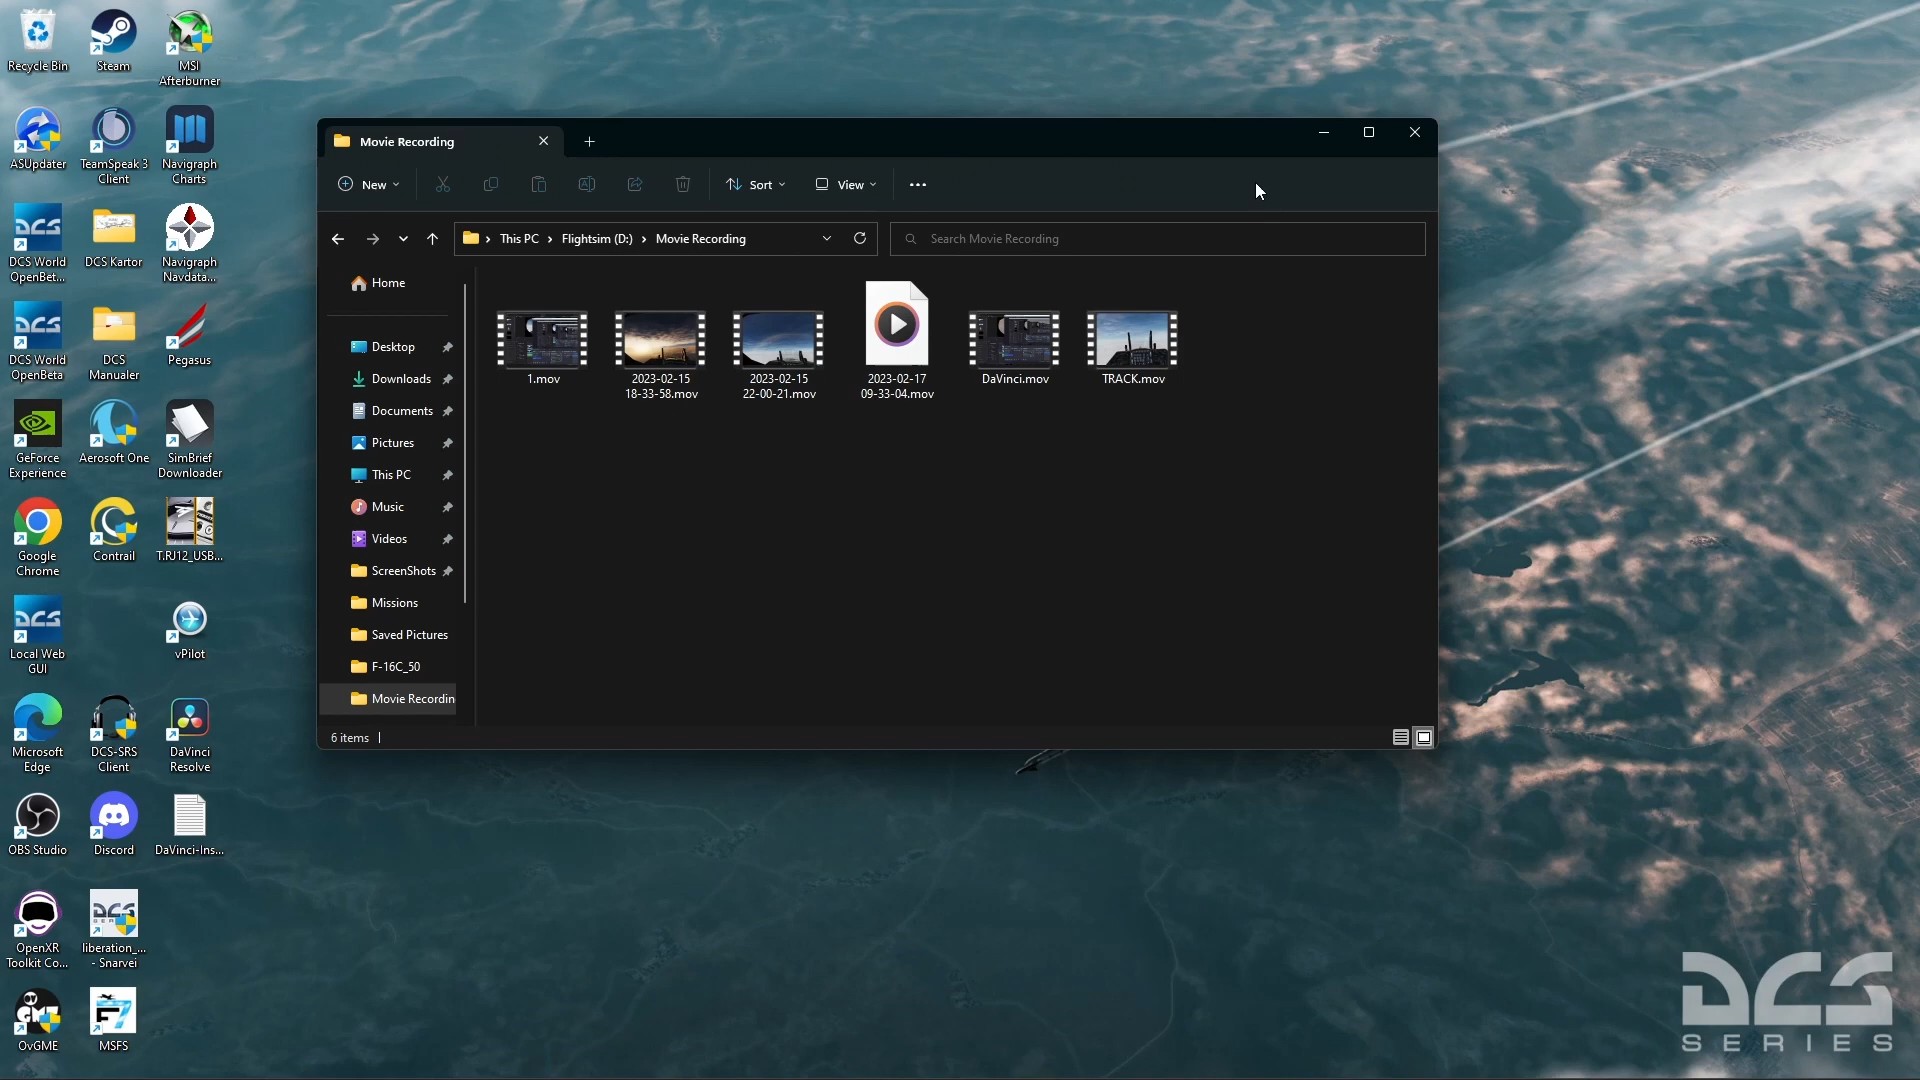 Recycle Bin
Steam
MSI
Afterburner
ASUpdater
TeamSpeak 3
Client
Navigraph
Charts
DCS World
OpenBet...
DCS Kartor
Navigraph
Navdata...
DCS World
OpenBeta
DCS
Manualer
Pegasus
GeForce
Experience
Aerosoft One
SimBrief
Downloader
Google
Chrome
Contrail
T.RJ12_USB...
Local Web
GUI
vPilot
Microsoft
Edge
DCS-SRS
Client
DaVinci
Resolve
OBS Studio
Discord
DaVinci-Ins...
OpenXR
Toolkit Co...
liberation_...
- Snarvei
OvGME
MSFS
Movie Recording
New
Sort
View
This PC
Flightsim (D:)
Movie Recording
Search Movie Recording
Home
Desktop
Downloads
Documents
Pictures
This PC
Music
Videos
ScreenShots
Missions
Saved Pictures
F-16C_50
Movie Recordin
1.mov
2023-02-15
18-33-58.mov
2023-02-15
22-00-21.mov
2023-02-17
09-33-04.mov
DaVinci.mov
TRACK.mov
6 items
DCS
SERIES